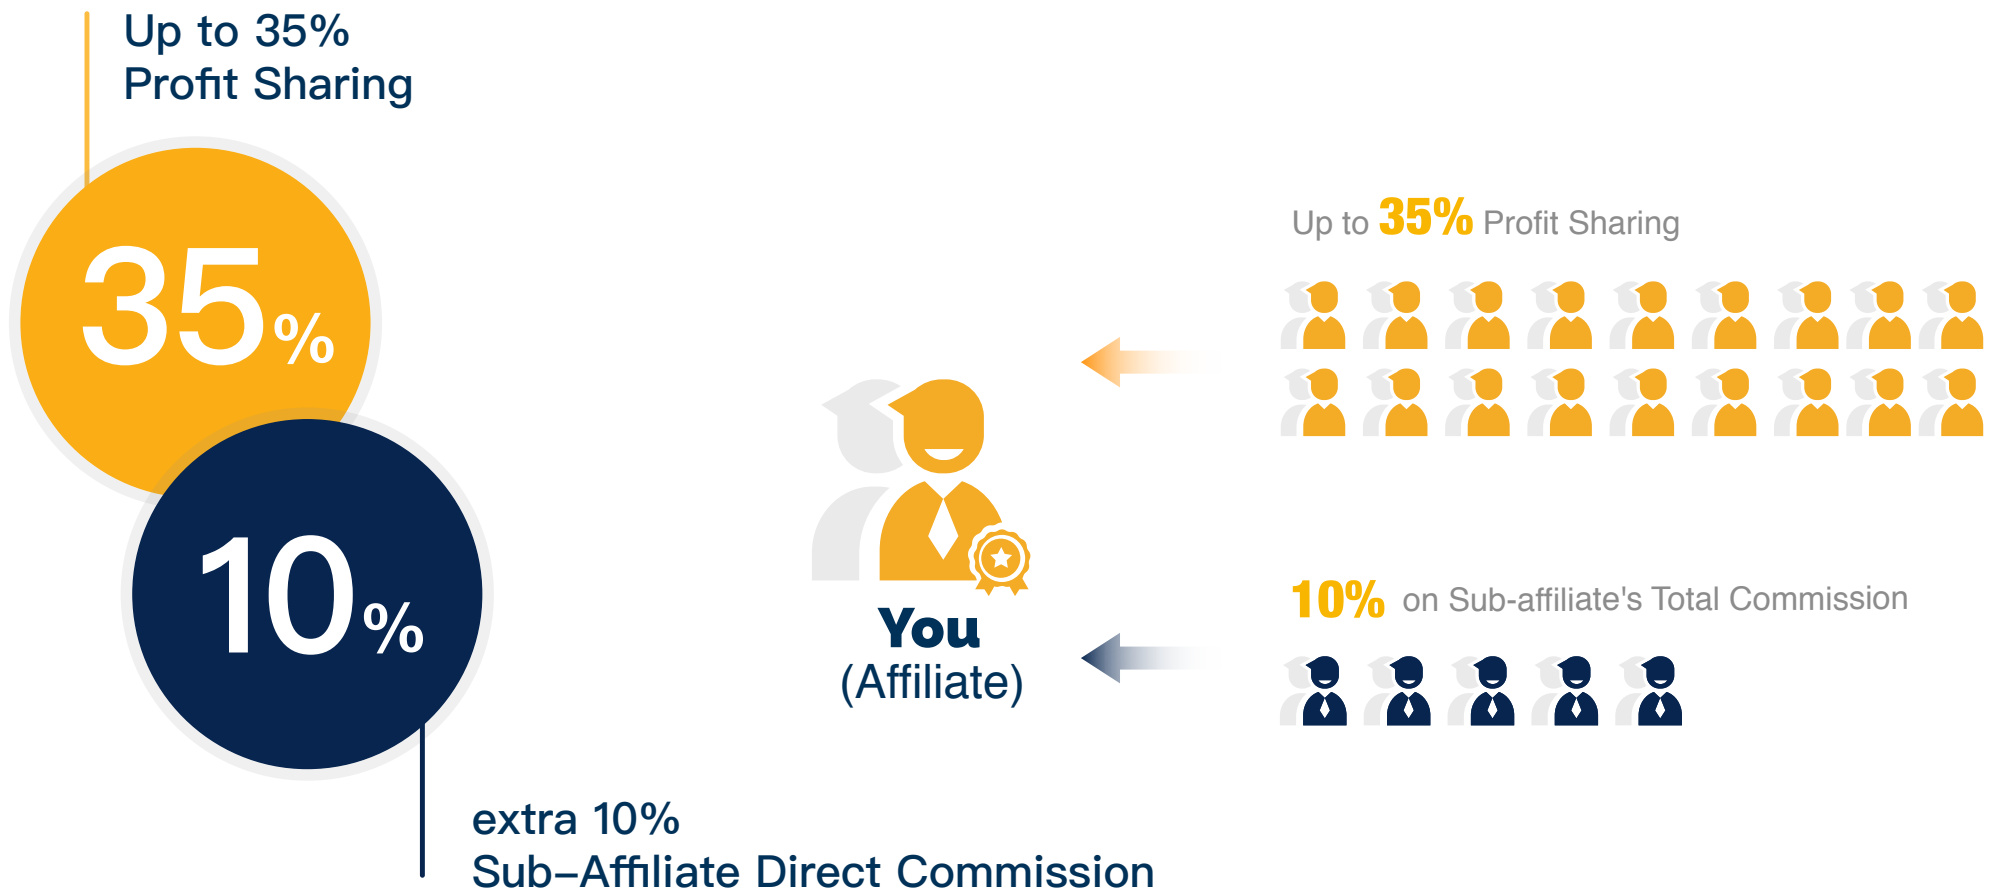 Up to 35%
Profit Sharing
35%
10%
extra 10%
Sub-Affiliate Direct Commission
You
(Affiliate)
Up to 35% Profit Sharing
10% on Sub-affiliate's Total Commission